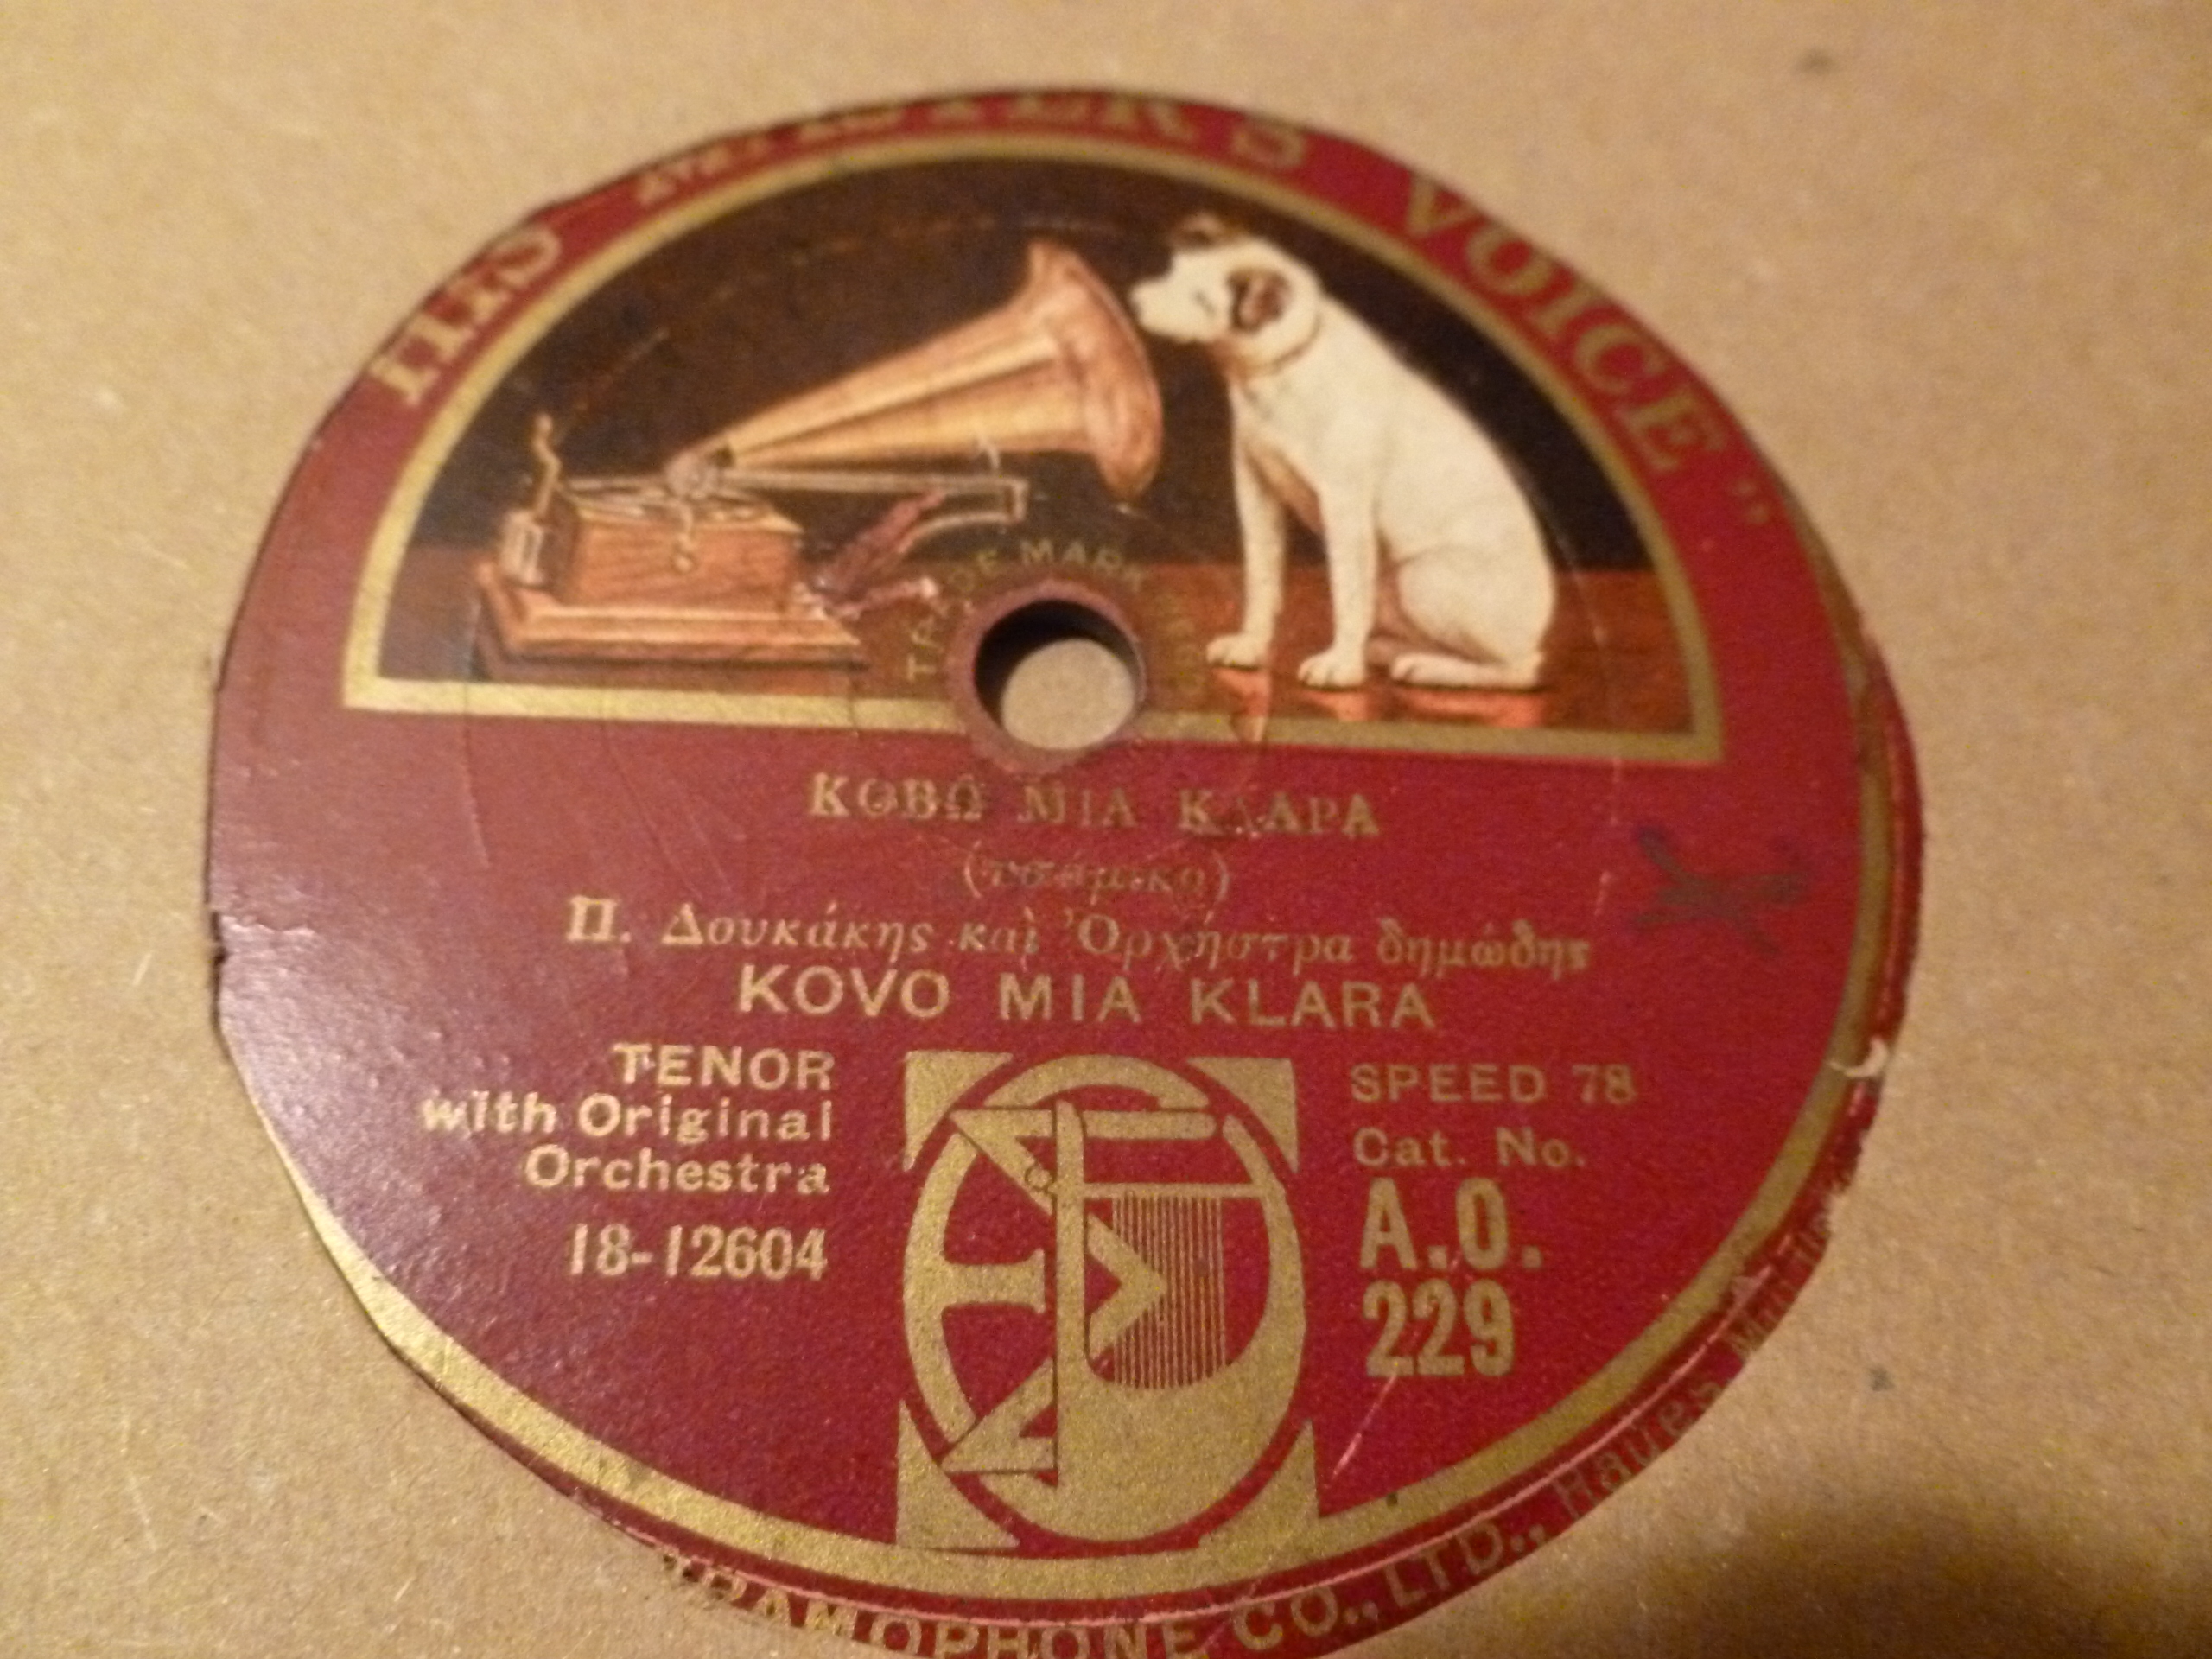 HIS MASTER'S VOICE"
TRADE MARK
ΚΟΒΩ ΜΙΑ ΚΛΑΡΑ
(τσάμικο)
Π. Δουκάκης καὶ Ὀρχήστρα δημώδης
KOVO MIA KLARA
TENOR
with Original
Orchestra
18-12604
SPEED 78
Cat. No.
A.O.
229
GRAMOPHONE CO., LTD., Hayes